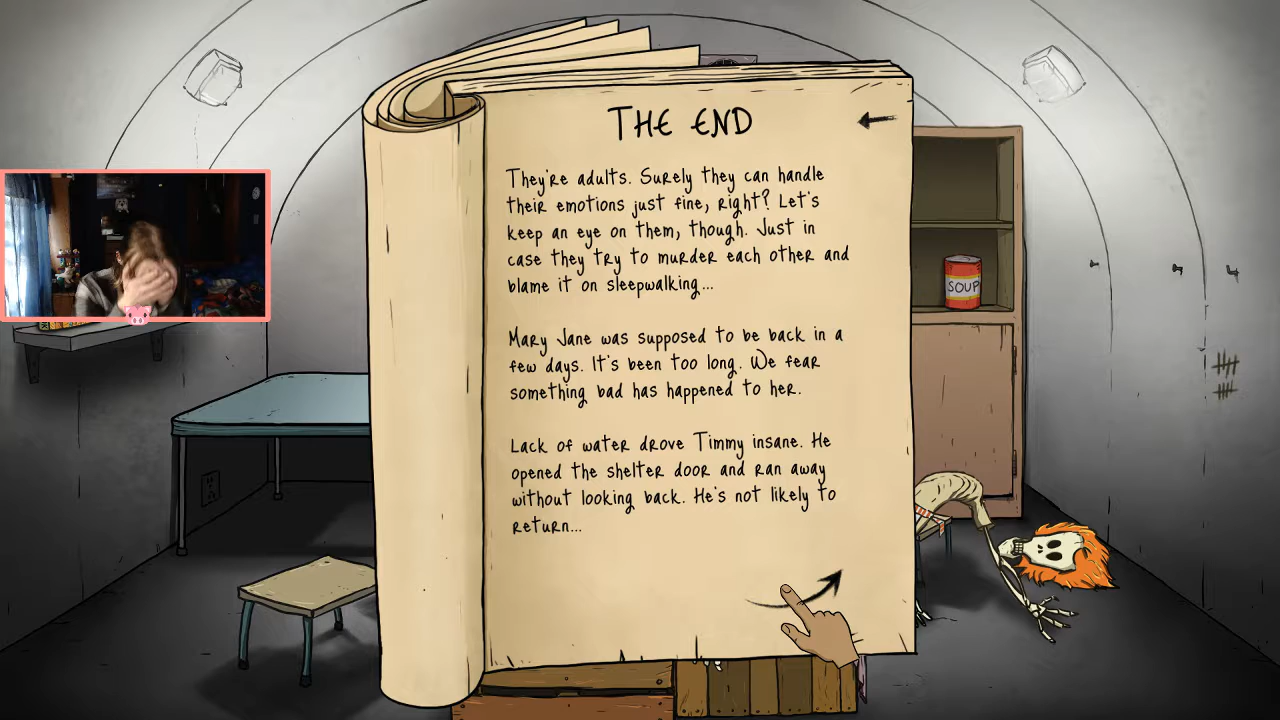 THE END
They're adults. Surely they can handle
their emotions just fine, right? Let's
keep an eye on them, though. Just in
case they try to murder each other and
blame it on sleepwalking...
Mary Jane was supposed to be back in a
few days. It's been too long. We fear
something bad has happened to her.
Lack of water drove Timmy insane. He
opened the shelter door and ran away
without looking back. He's not likely to
return...
SOUP